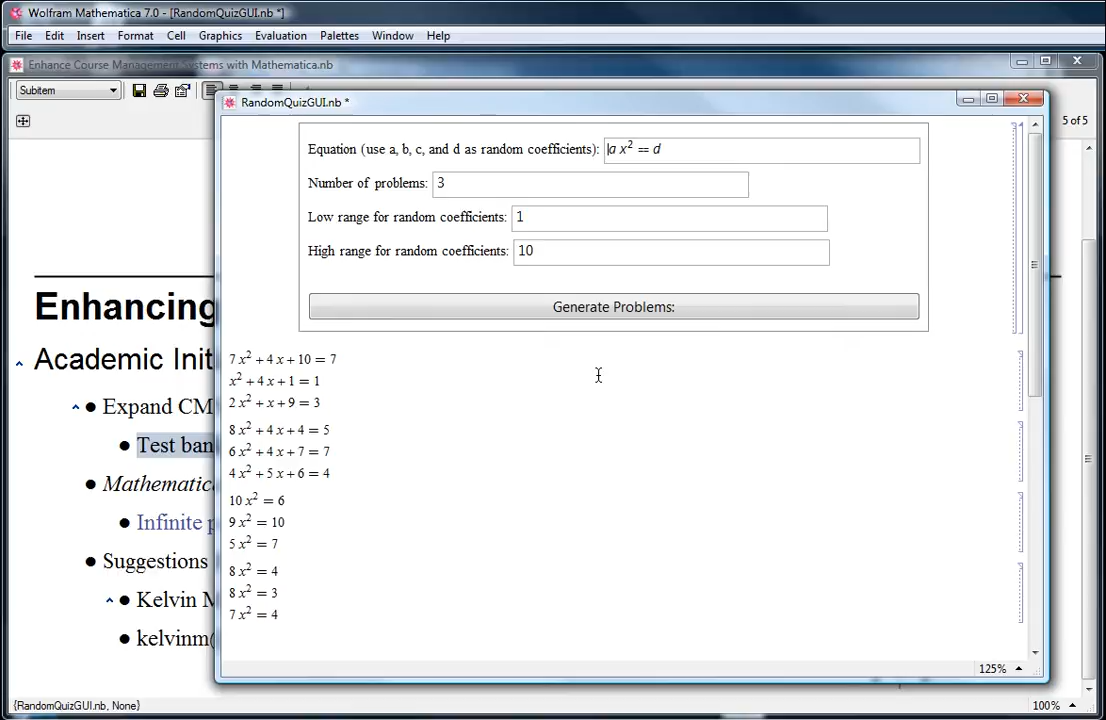 Wolfram Mathematica 7.0 - [RandomQuizGUI.nb *]
File Edit Insert Format Cell Graphics Evaluation Palettes Window Help
Enhance Course Management Systems with Mathematica.nb
Subitem
5 of 5
RandomQuizGUI.nb *
Equation (use a, b, c, and d as random coefficients): a x² == d
Number of problems: 3
Low range for random coefficients: 1
High range for random coefficients: 10
Generate Problems:
7 x² + 4 x + 10 = 7
x² + 4 x + 1 = 1
2 x² + x + 9 = 3
8 x² + 4 x + 4 = 5
6 x² + 4 x + 7 = 7
4 x² + 5 x + 6 = 4
10 x² = 6
9 x² = 10
5 x² = 7
8 x² = 4
8 x² = 3
7 x² = 4
125%
Enhancing
Academic Init
• Expand CM
• Test ban
• Mathematica
• Infinite p
• Suggestions
• Kelvin M
• kelvinm(
{RandomQuizGUI.nb, None}
100%